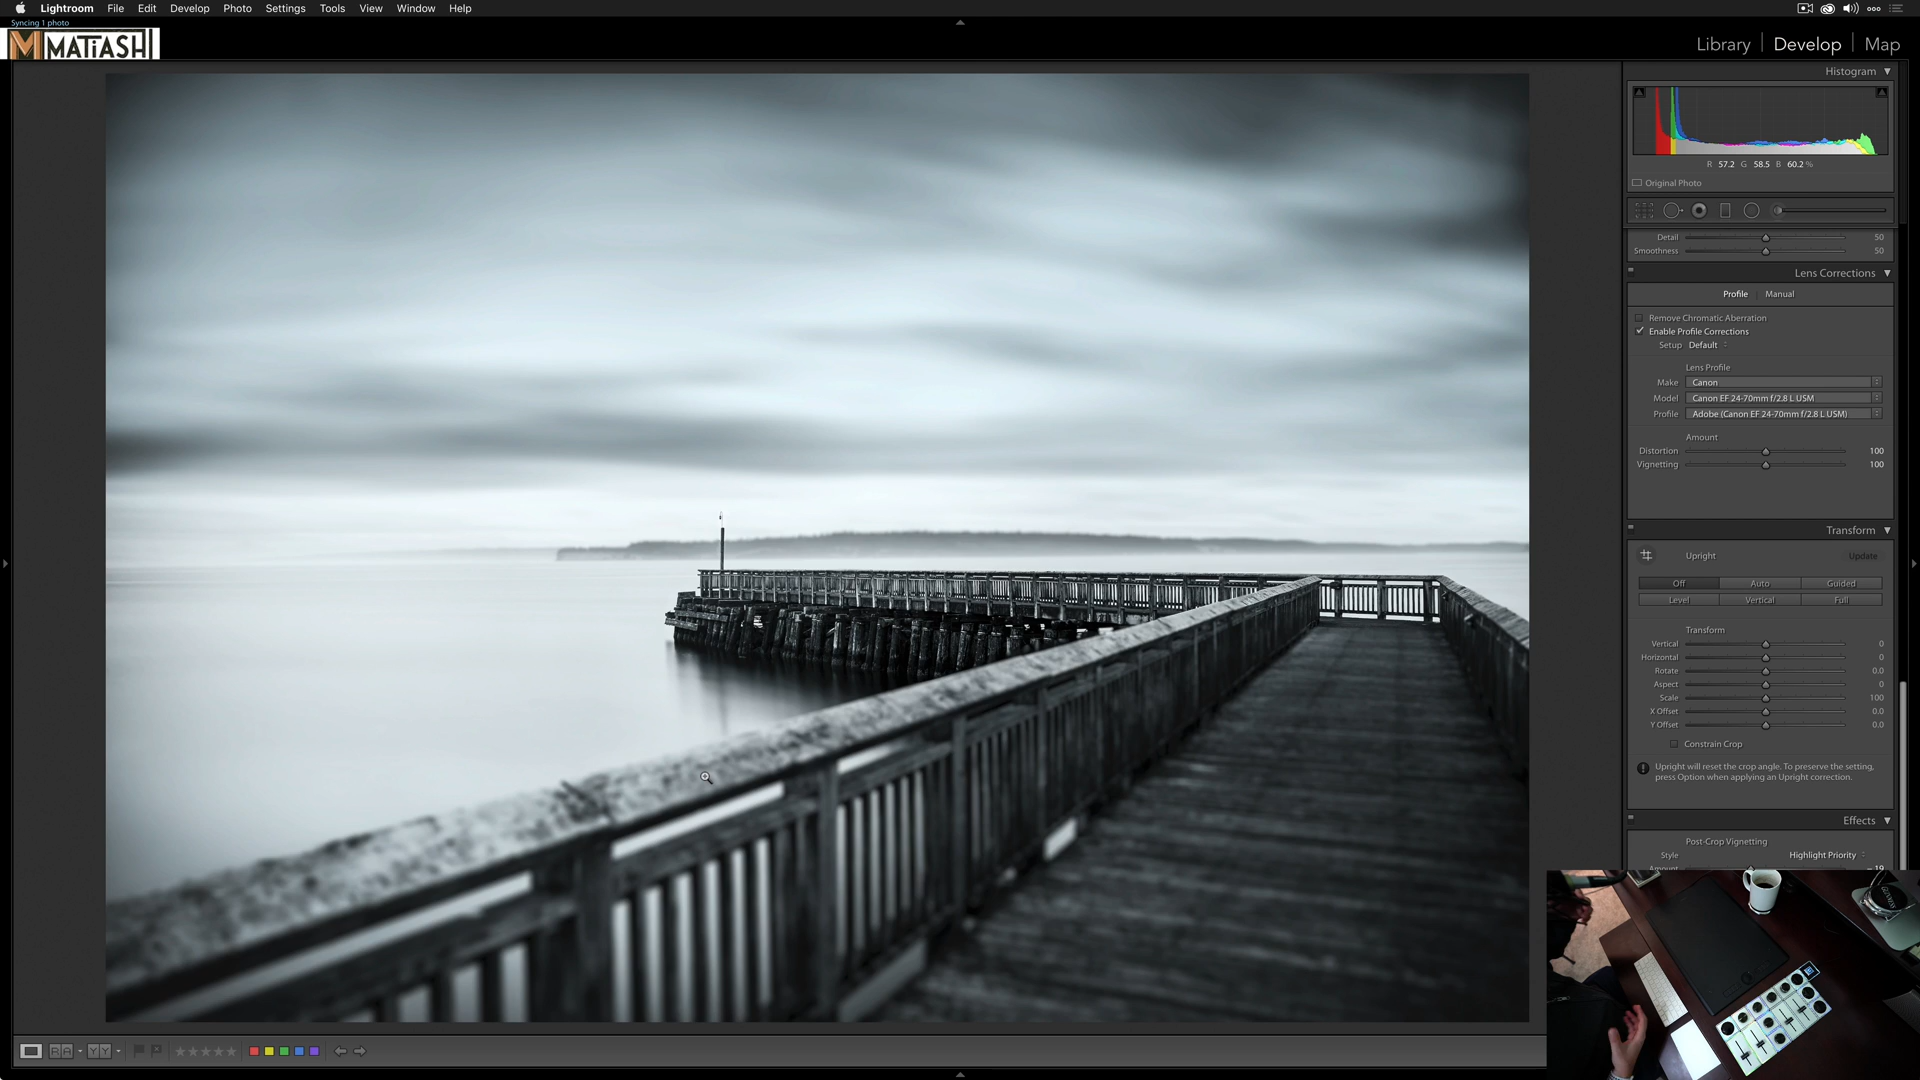 Lightroom File Edit Develop Photo Settings Tools View Window Help
Syncing 1 photo
M MATIASH
Library Develop Map
Histogram
R 57.2 G 58.5 B 60.2 %
Original Photo
Detail 50
Smoothness 50
Lens Corrections
Profile Manual
Remove Chromatic Aberration
Enable Profile Corrections
Setup Default
Lens Profile
Make Canon
Model Canon EF 24-70mm f/2.8 L USM
Profile Adobe (Canon EF 24-70mm f/2.8 L USM)
Amount
Distortion 100
Vignetting 100
Transform
Upright Update
Off Auto Guided
Level Vertical Full
Transform
Vertical 0
Horizontal 0
Rotate 0.0
Aspect 0
Scale 100
X Offset 0.0
Y Offset 0.0
Constrain Crop
Upright will reset the crop angle. To preserve the setting,
press Option when applying an Upright correction.
Effects
Post-Crop Vignetting
Style Highlight Priority
Amount - 19
R A Y Y